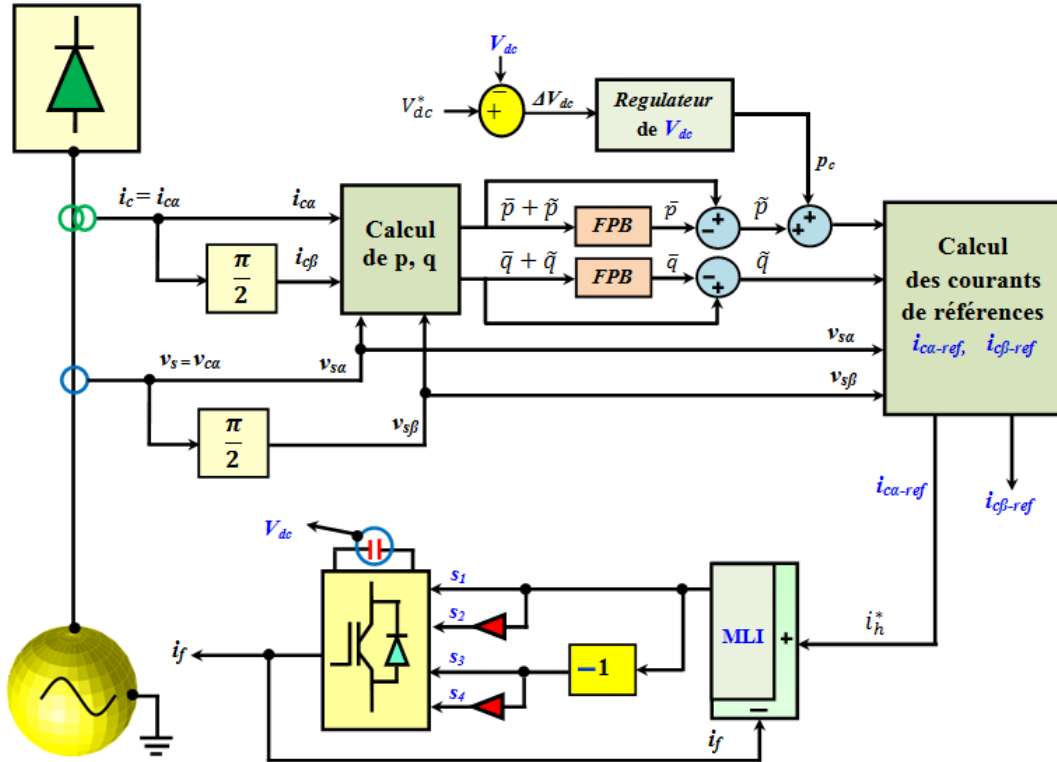 V_dc
V*_dc
−
+
ΔV_dc
Regulateur
de V_dc
p_c
i_c = i_cα
i_cα
π/2
i_cβ
Calcul
de p, q
p̄ + p̃
FPB
p̄
−
+
p̃
+
+
q̄ + q̃
FPB
q̄
−
+
q̃
Calcul
des courants
de références
i_cα-ref, i_cβ-ref
v_s = v_cα
v_sα
v_sα
π/2
v_sβ
v_sβ
i_cα-ref
i_cβ-ref
V_dc
s_1
s_2
s_3
s_4
−1
MLI
+
−
i*_h
i_f
i_f